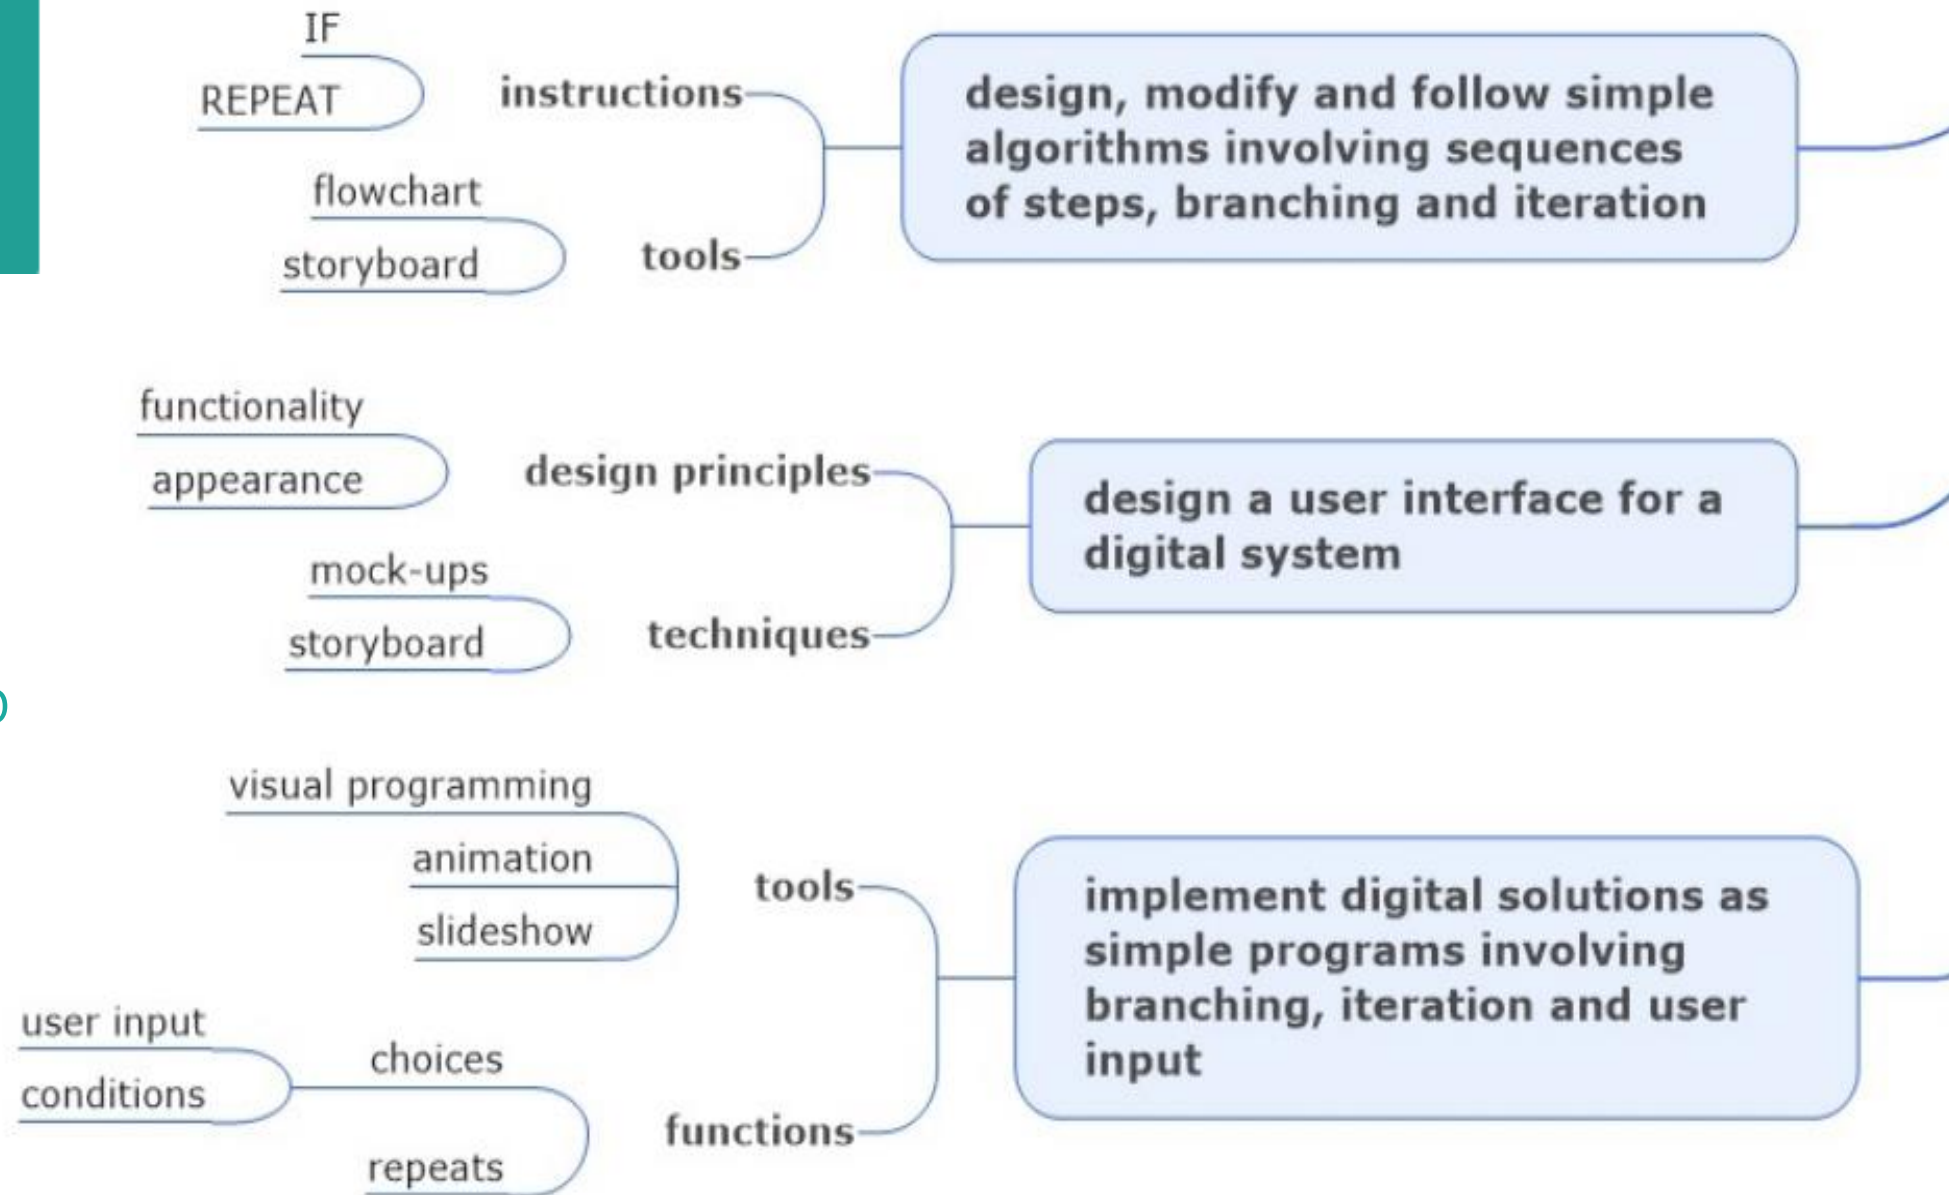 IF
REPEAT
instructions
flowchart
storyboard
tools
design, modify and follow simple
algorithms involving sequences
of steps, branching and iteration
functionality
appearance
design principles
mock-ups
storyboard
techniques
design a user interface for a
digital system
visual programming
animation
slideshow
tools
user input
conditions
choices
repeats
functions
implement digital solutions as
simple programs involving
branching, iteration and user
input